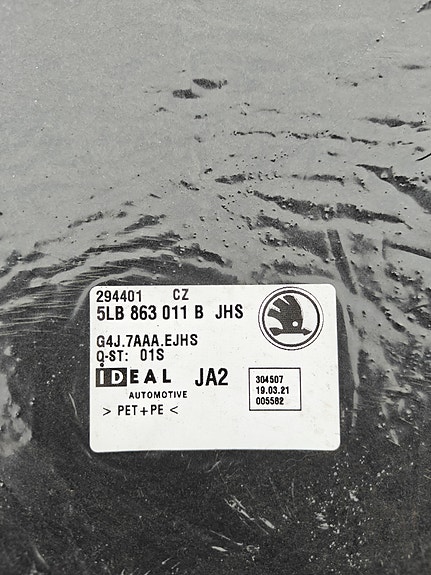 294401 CZ
5LB 863 011 B JHS
G4J.7AAA.EJHS
Q-ST: 01S
iDEAL JA2
AUTOMOTIVE
> PET+PE <
304507
19.03.21
005582